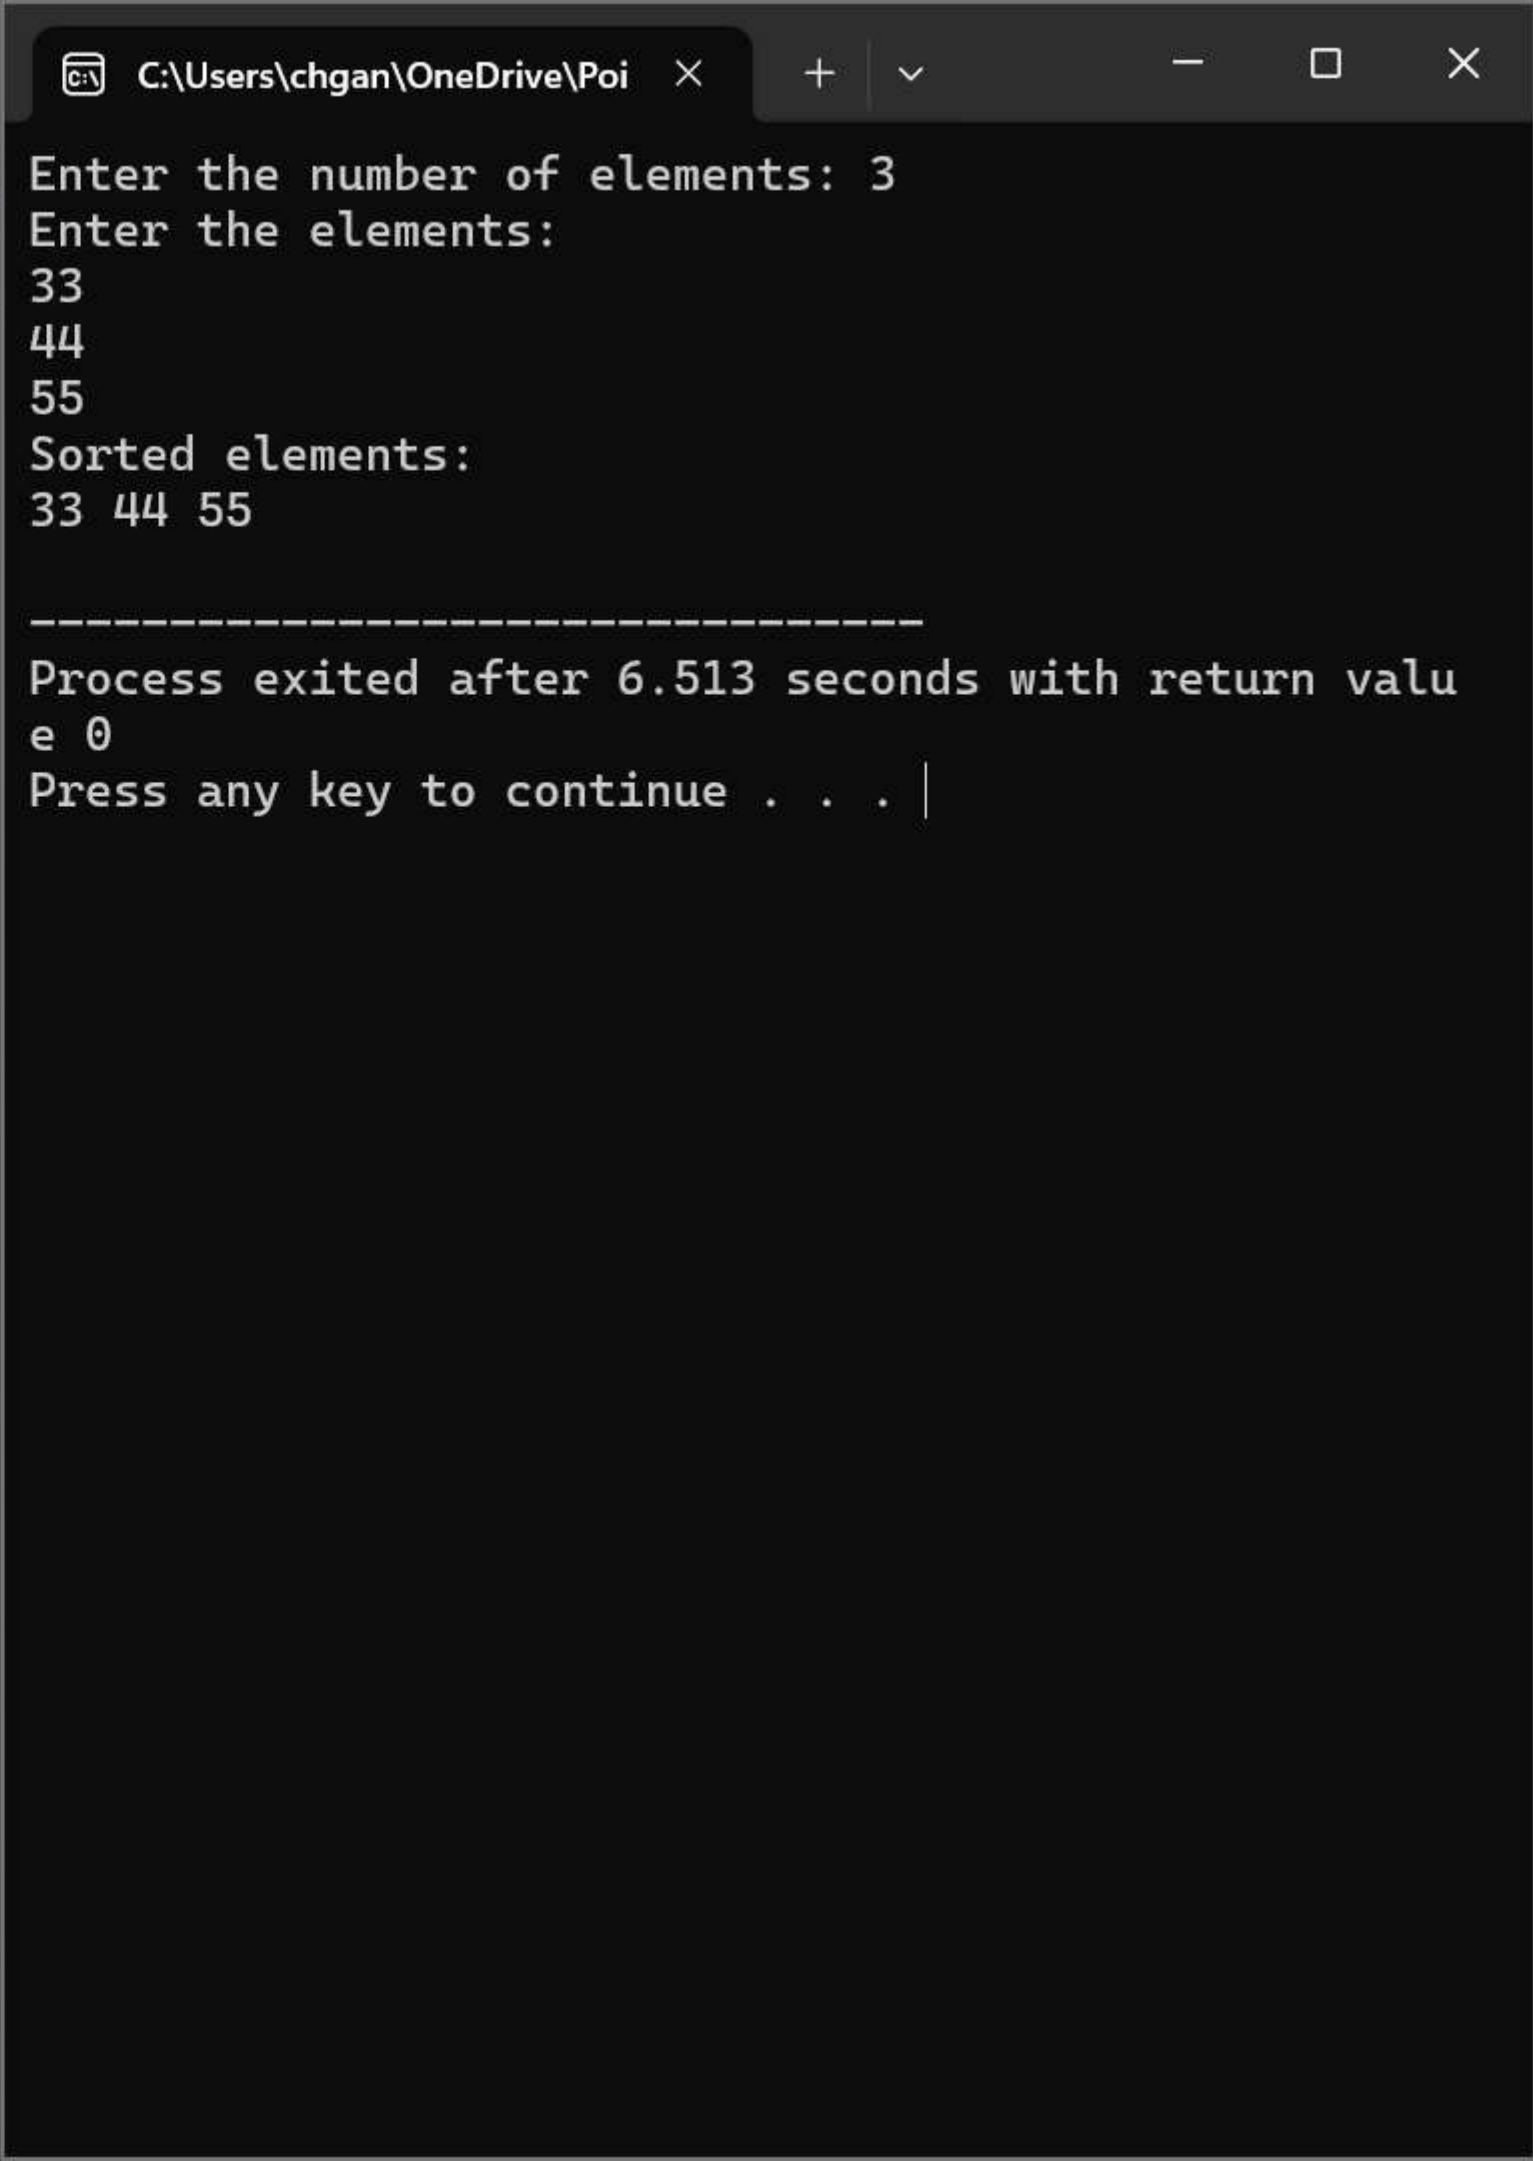 C:\Users\chgan\OneDrive\Poi
Enter the number of elements: 3
Enter the elements:
33
44
55
Sorted elements:
33 44 55
--------------------------------
Process exited after 6.513 seconds with return valu
e 0
Press any key to continue . . .